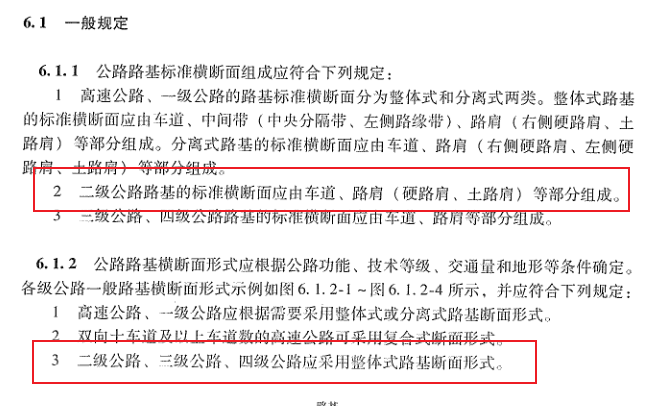 6.1 一般规定
6.1.1 公路路基标准横断面组成应符合下列规定：
1 高速公路、一级公路的路基标准横断面分为整体式和分离式两类。整体式路基
的标准横断面应由车道、中间带（中央分隔带、左侧路缘带）、路肩（右侧硬路肩、土
路肩）等部分组成。分离式路基的标准横断面应由车道、路肩（右侧硬路肩、左侧硬
路肩、土路肩）等部分组成。
2 二级公路路基的标准横断面应由车道、路肩（硬路肩、土路肩）等部分组成。
3 三级公路、四级公路路基的标准横断面应由车道、路肩等部分组成。
6.1.2 公路路基横断面形式应根据公路功能、技术等级、交通量和地形等条件确定。
各级公路一般路基横断面形式示例如图6.1.2-1～图6.1.2-4所示，并应符合下列规定：
1 高速公路、一级公路应根据需要采用整体式或分离式路基断面形式。
2 双向十车道及以上车道数的高速公路可采用复合式断面形式。
3 二级公路、三级公路、四级公路应采用整体式路基断面形式。